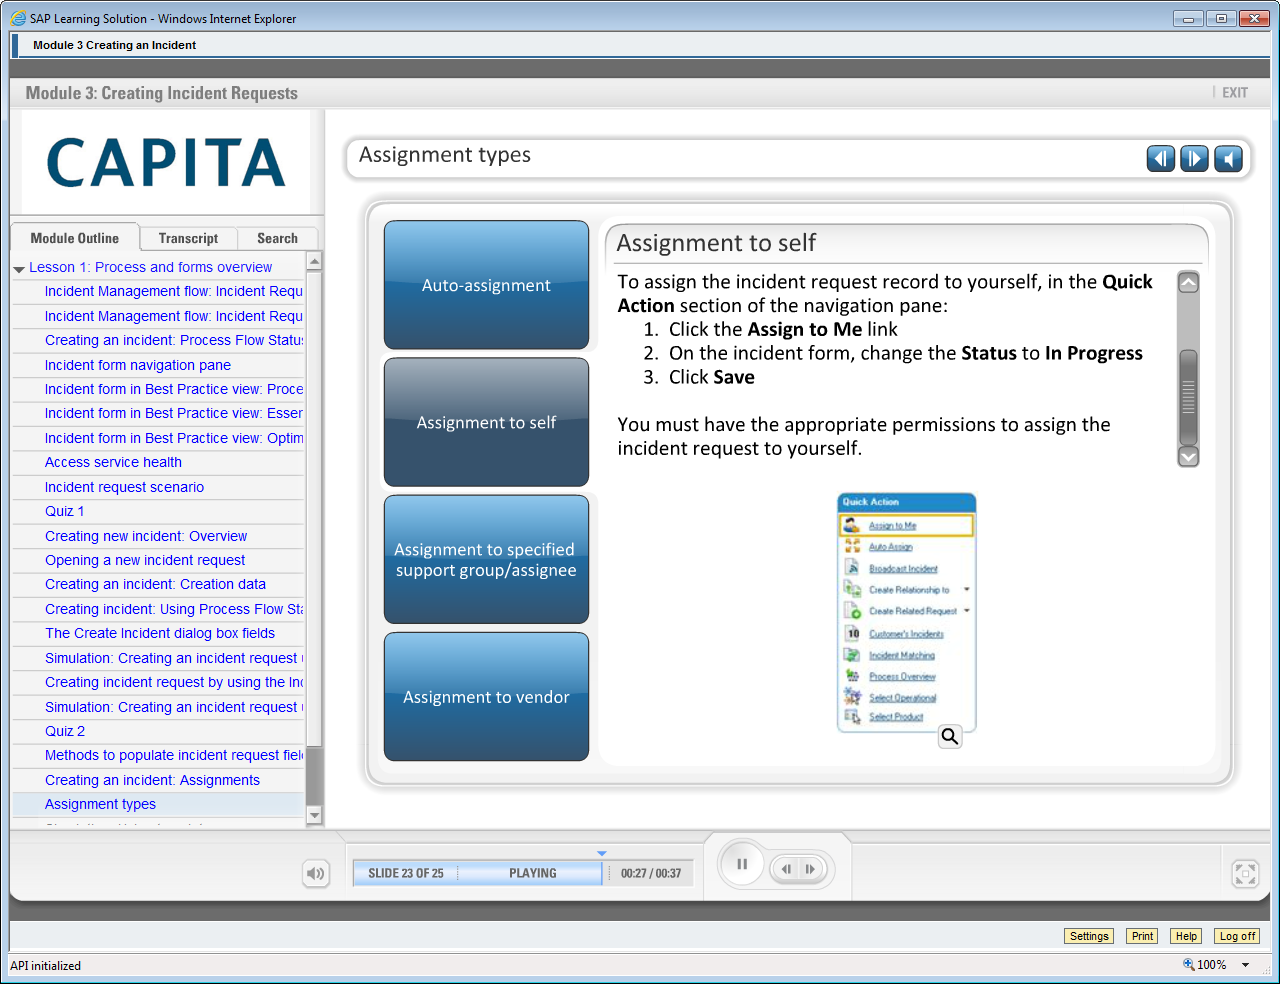 SAP Learning Solution - Windows Internet Explorer
Module 3 Creating an Incident
Module 3: Creating Incident Requests
EXIT
CAPITA
Assignment types
Module Outline
Transcript
Search
Lesson 1: Process and forms overview
Incident Management flow: Incident Requ
Incident Management flow: Incident Requ
Creating an incident: Process Flow Statu
Incident form navigation pane
Incident form in Best Practice view: Proce
Incident form in Best Practice view: Esser
Incident form in Best Practice view: Optim
Access service health
Incident request scenario
Quiz 1
Creating new incident: Overview
Opening a new incident request
Creating an incident: Creation data
Creating incident: Using Process Flow Sta
The Create Incident dialog box fields
Simulation: Creating an incident request u
Creating incident request by using the Inc
Simulation: Creating an incident request u
Quiz 2
Methods to populate incident request field
Creating an incident: Assignments
Assignment types
Auto-assignment
Assignment to self
Assignment to specified
support group/assignee
Assignment to vendor
Assignment to self
To assign the incident request record to yourself, in the Quick
Action section of the navigation pane:
1. Click the Assign to Me link
2. On the incident form, change the Status to In Progress
3. Click Save
You must have the appropriate permissions to assign the
incident request to yourself.
Quick Action
Assign to Me
Auto Assign
Broadcast Incident
Create Relationship to
Create Related Request
10 Customer's Incidents
Incident Matching
Process Overview
Select Operational
Select Product
SLIDE 23 OF 25
PLAYING
00:27 / 00:37
Settings
Print
Help
Log off
API initialized
100%